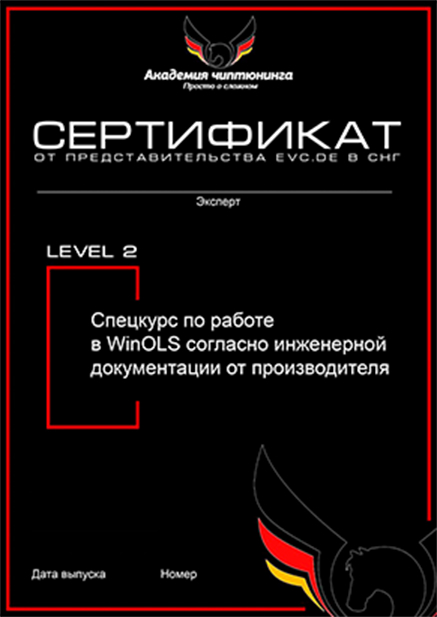 Академия чиптюнинга
Просто о сложном
СЕРТИФИКАТ
ОТ ПРЕДСТАВИТЕЛЬСТВА EVC.DE В СНГ
Эксперт
LEVEL 2
Спецкурс по работе
в WinOLS согласно инженерной
документации от производителя
Дата выпуска Номер